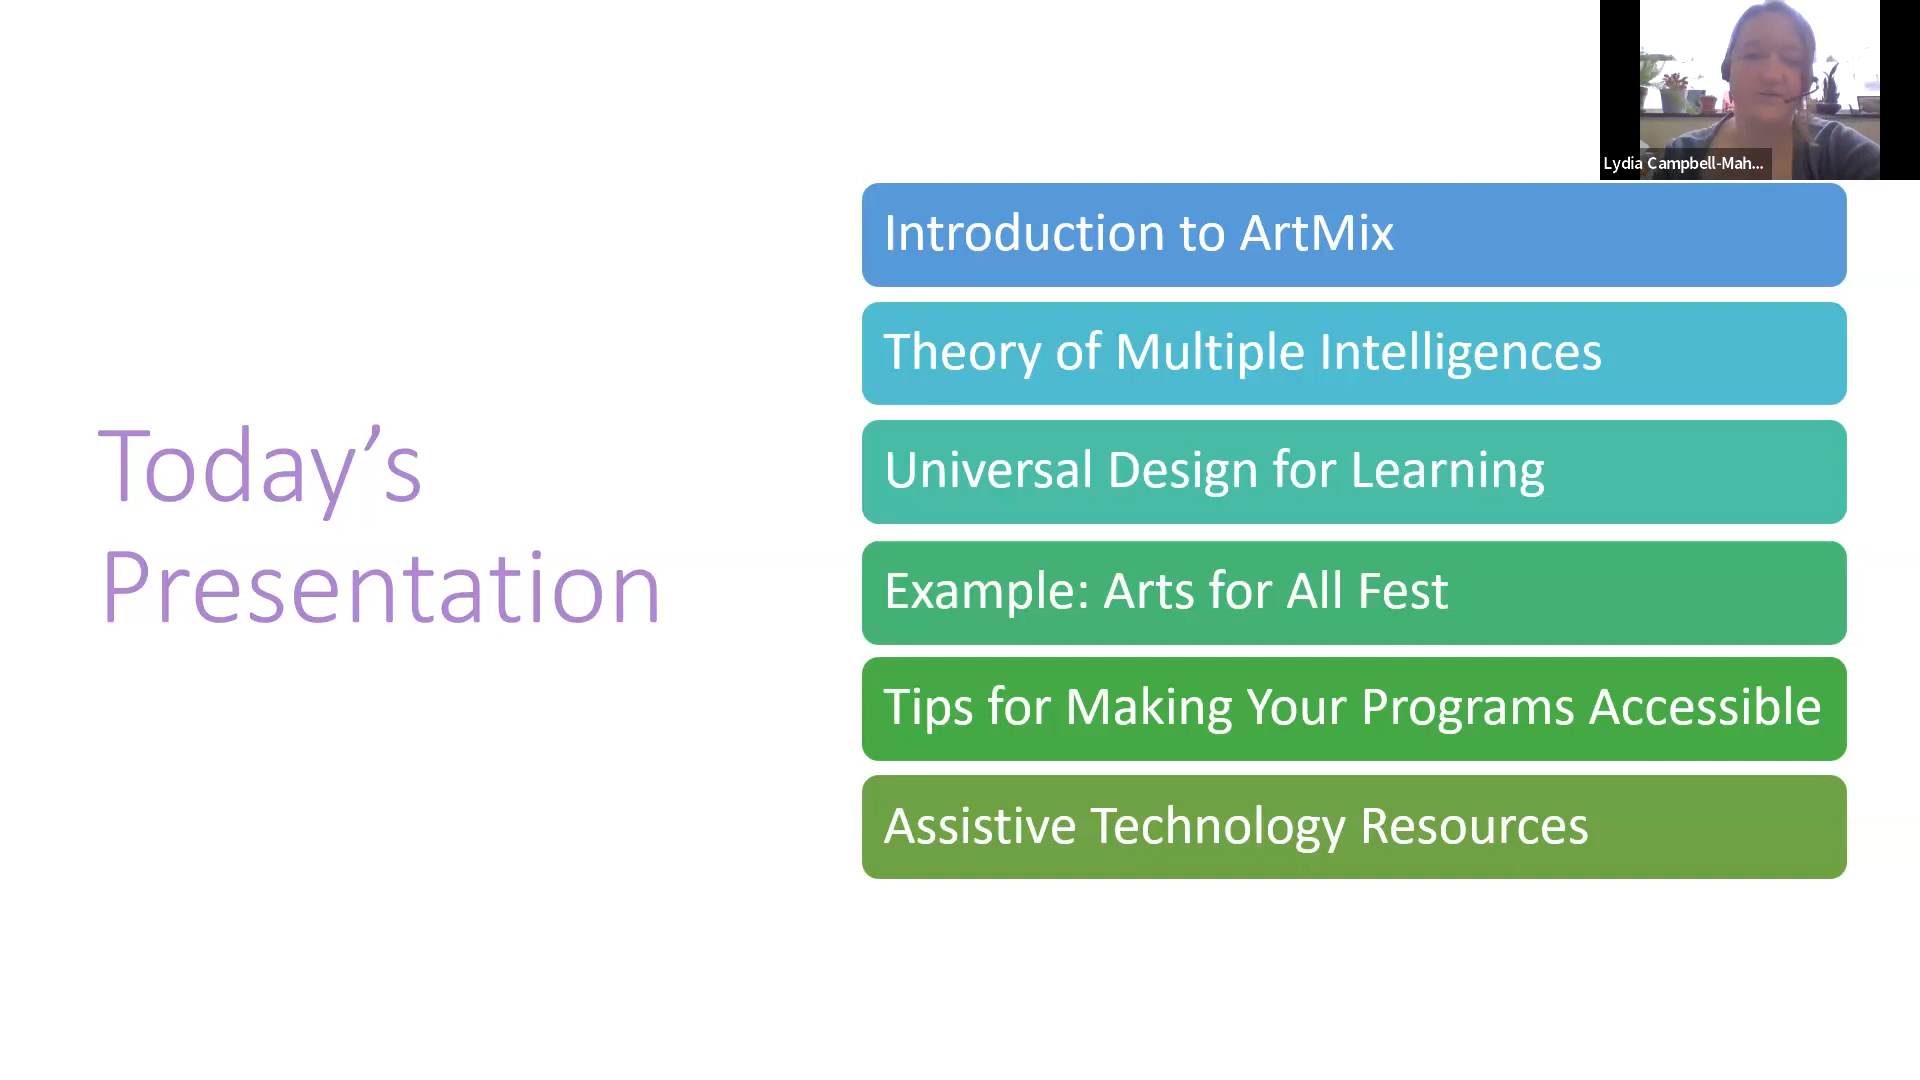 Lydia Campbell-Mah...
Today’s
Presentation
Introduction to ArtMix
Theory of Multiple Intelligences
Universal Design for Learning
Example: Arts for All Fest
Tips for Making Your Programs Accessible
Assistive Technology Resources